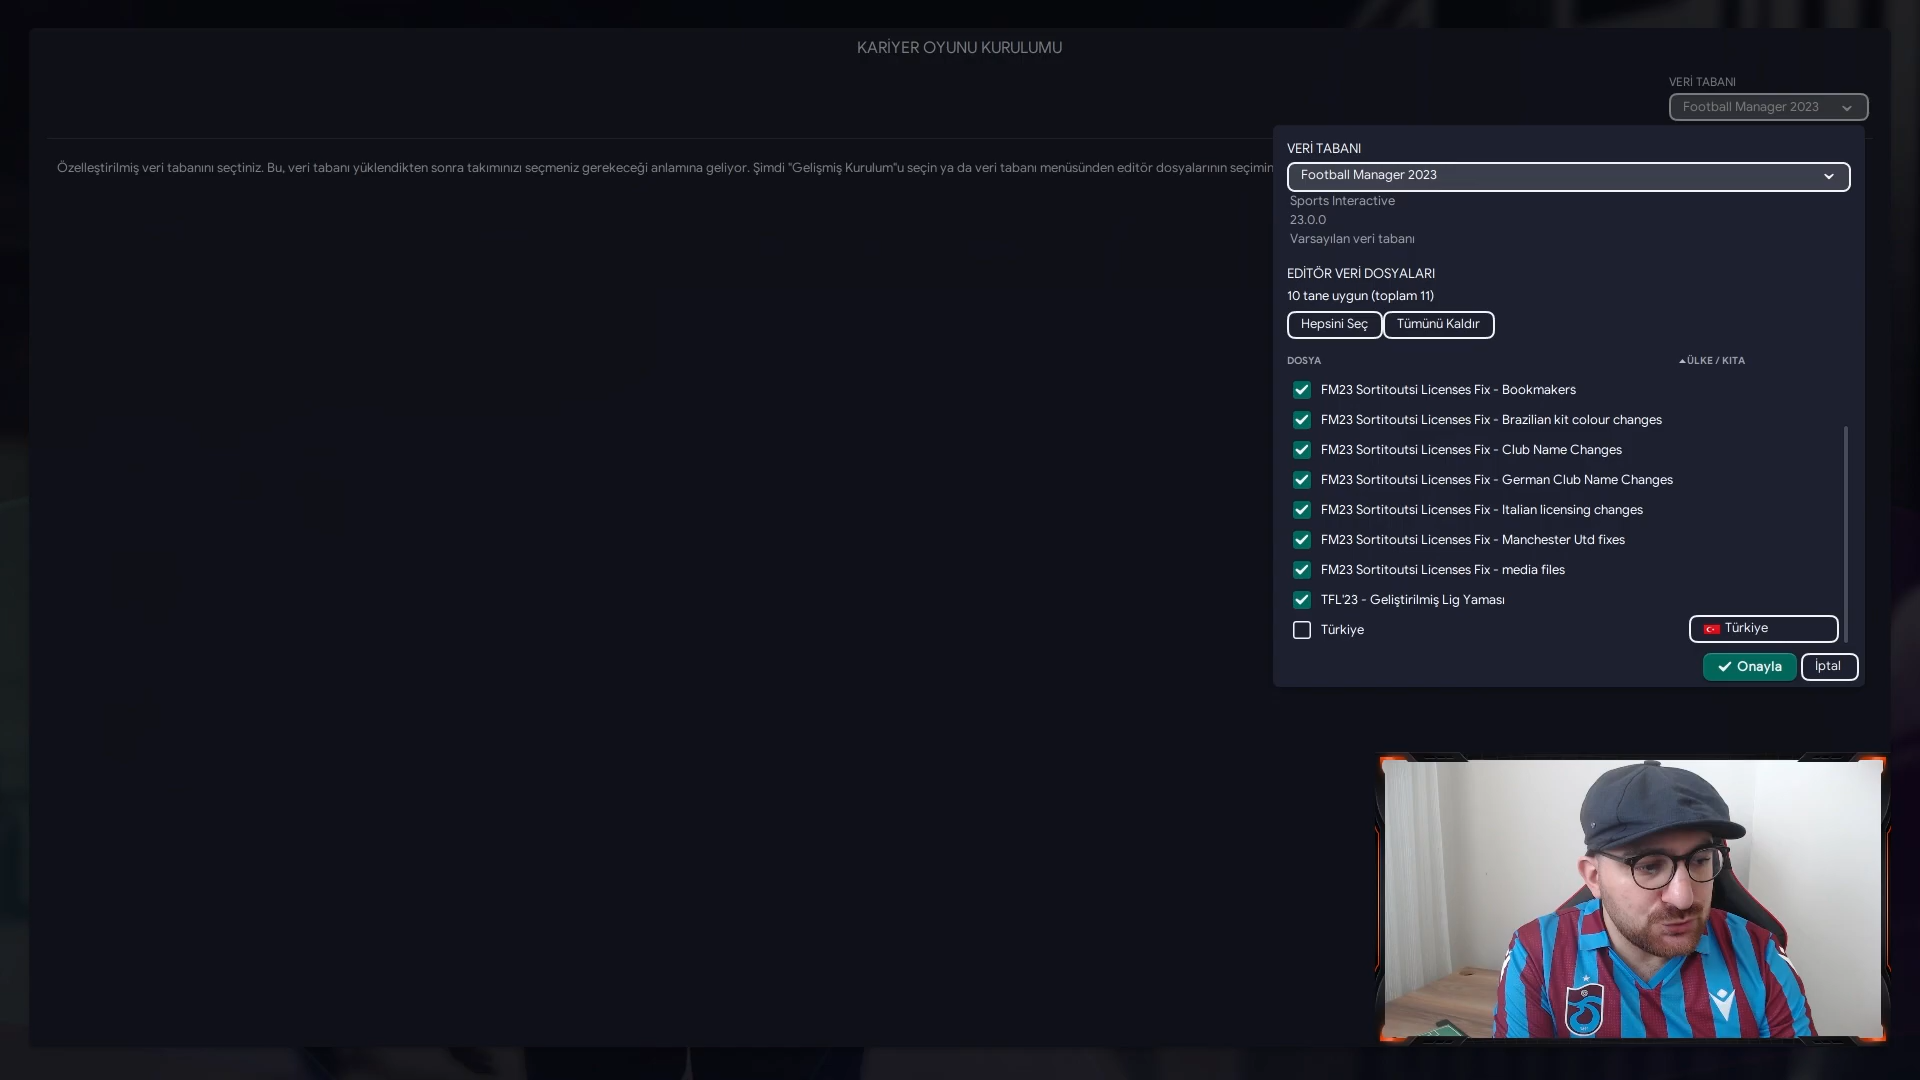 KARİYER OYUNU KURULUMU
VERİ TABANI
Football Manager 2023
Özelleştirilmiş veri tabanını seçtiniz. Bu, veri tabanı yüklendikten sonra takımınızı seçmeniz gerekeceği anlamına geliyor. Şimdi "Gelişmiş Kurulum"u seçin ya da veri tabanı menüsünden editör dosyalarının seçimin
VERİ TABANI
Football Manager 2023
Sports Interactive
23.0.0
Varsayılan veri tabanı
EDİTÖR VERİ DOSYALARI
10 tane uygun (toplam 11)
Hepsini Seç Tümünü Kaldır
DOSYA ÜLKE / KITA
FM23 Sortitoutsi Licenses Fix - Bookmakers
FM23 Sortitoutsi Licenses Fix - Brazilian kit colour changes
FM23 Sortitoutsi Licenses Fix - Club Name Changes
FM23 Sortitoutsi Licenses Fix - German Club Name Changes
FM23 Sortitoutsi Licenses Fix - Italian licensing changes
FM23 Sortitoutsi Licenses Fix - Manchester Utd fixes
FM23 Sortitoutsi Licenses Fix - media files
TFL'23 - Geliştirilmiş Lig Yaması
Türkiye Türkiye
Onayla İptal